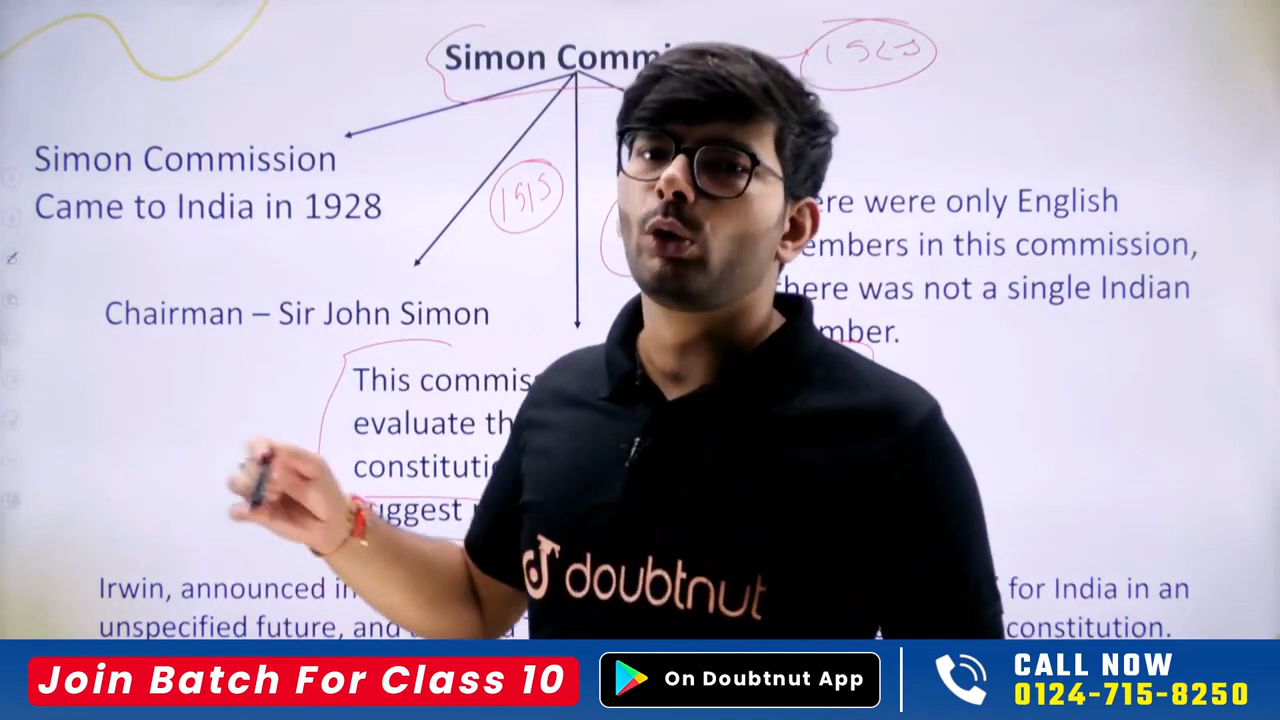 Simon Commi
Simon Commission
Came to India in 1928
ere were only English
embers in this commission,
here was not a single Indian
mber.
Chairman – Sir John Simon
This commis
evaluate th
constituti
suggest
Irwin, announced in
for India in an
unspecified future, and
constitution.
doubtnut
Join Batch For Class 10
On Doubtnut App
CALL NOW
0124-715-8250